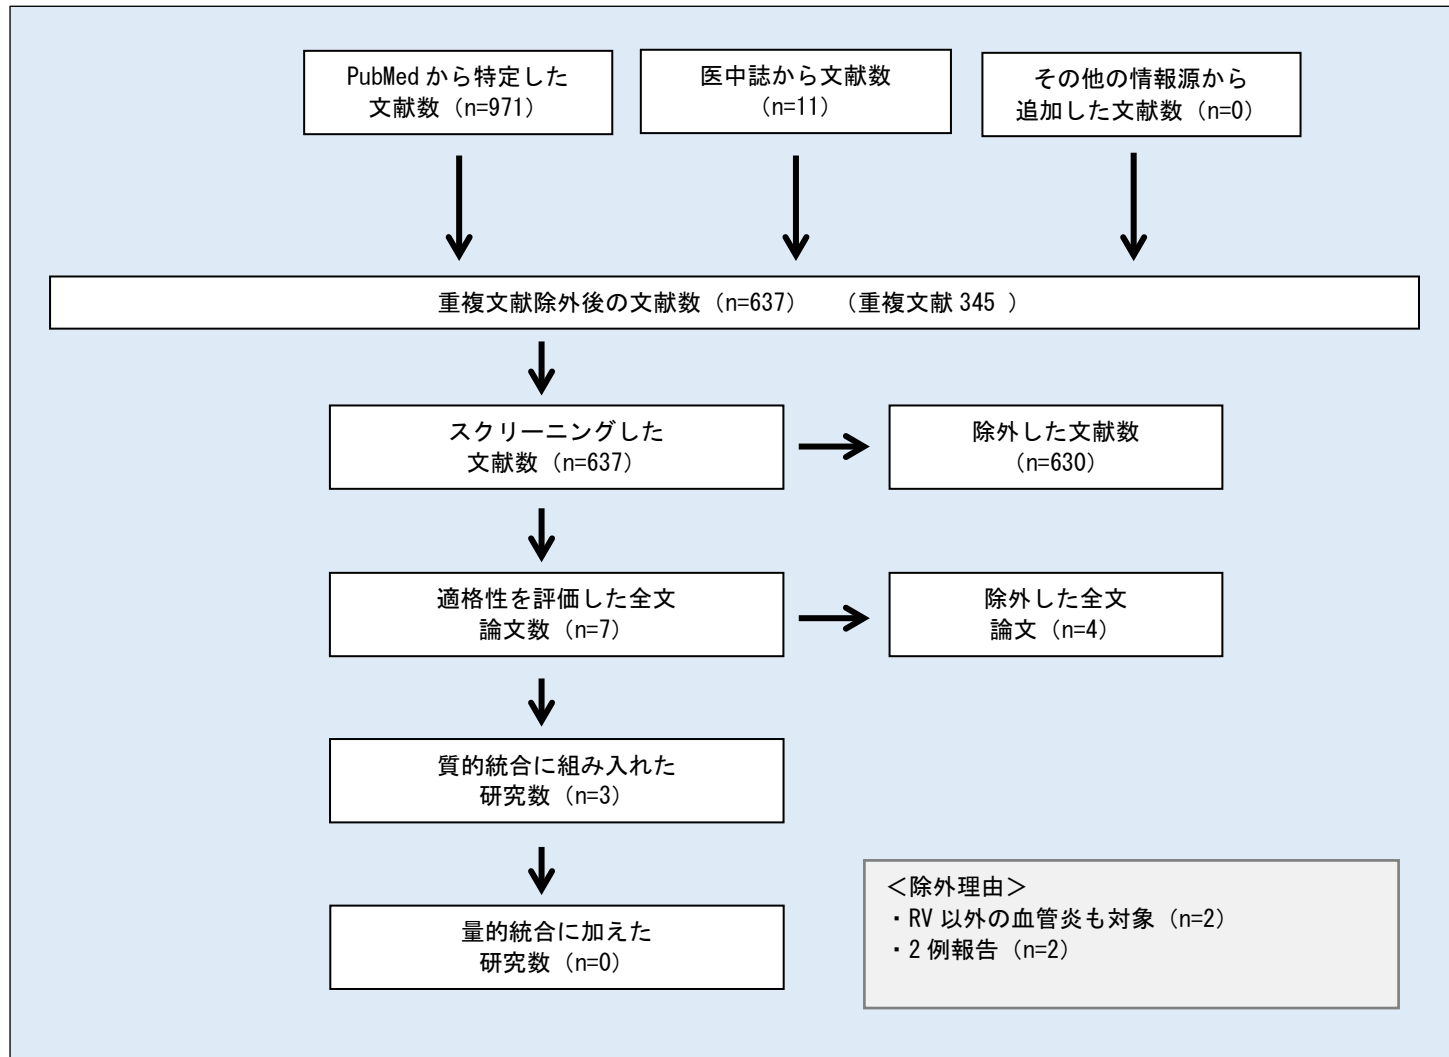 PubMed から特定した
文献数（n=971）
医中誌から文献数
（n=11）
その他の情報源から
追加した文献数（n=0）
重複文献除外後の文献数（n=637）　（重複文献 345 ）
スクリーニングした
文献数（n=637）
除外した文献数
（n=630）
適格性を評価した全文
論文数（n=7）
除外した全文
論文（n=4）
質的統合に組み入れた
研究数（n=3）
量的統合に加えた
研究数（n=0）
＜除外理由＞
・RV 以外の血管炎も対象（n=2）
・2 例報告（n=2）